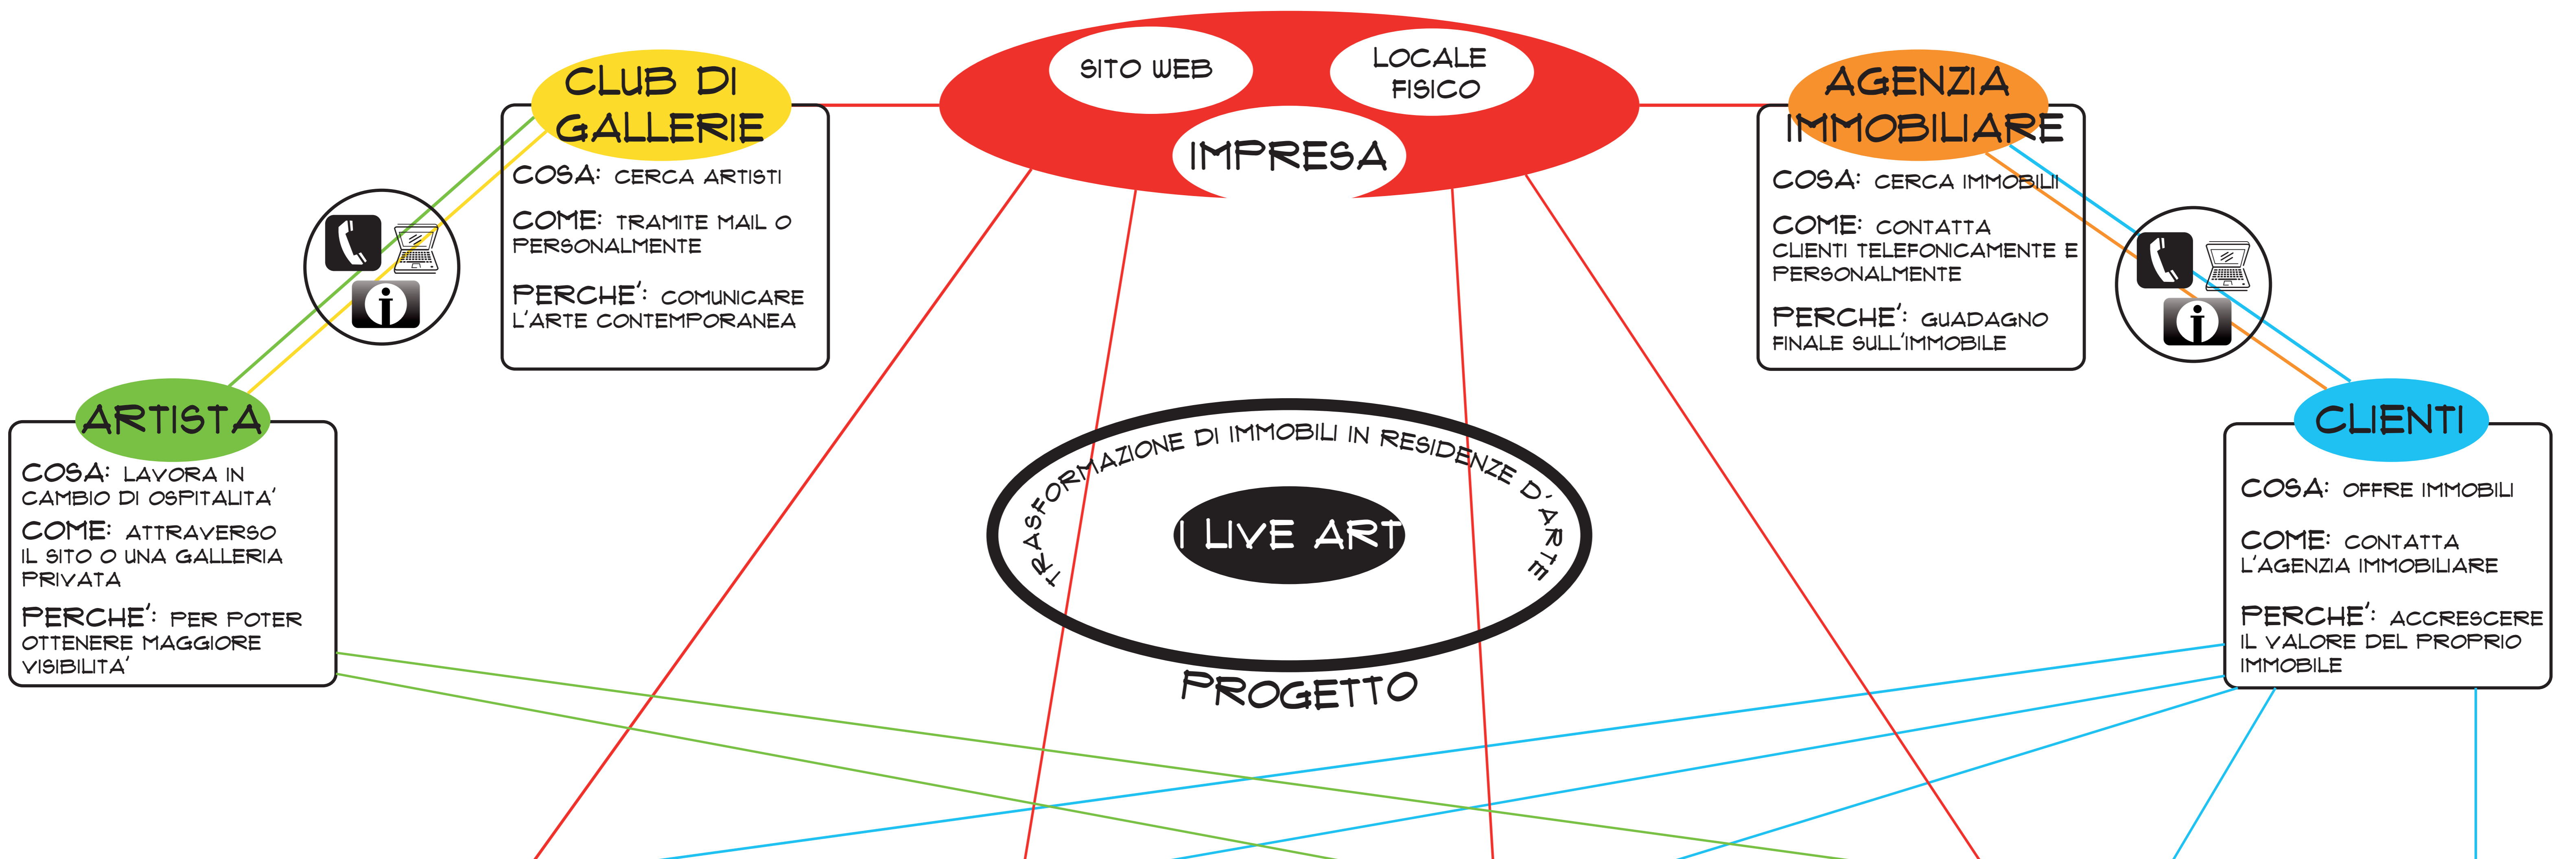 SITO WEB
LOCALE
FISICO
IMPRESA
CLUB DI
GALLERIE
COSA: CERCA ARTISTI
COME: TRAMITE MAIL O
PERSONALMENTE
PERCHE': COMUNICARE
L'ARTE CONTEMPORANEA
AGENZIA
IMMOBILIARE
COSA: CERCA IMMOBILII
COME: CONTATTA
CLIENTI TELEFONICAMENTE E
PERSONALMENTE
PERCHE': GUADAGNO
FINALE SULL'IMMOBILE
i
i
ARTISTA
COSA: LAVORA IN
CAMBIO DI OSPITALITA'
COME: ATTRAVERSO
IL SITO O UNA GALLERIA
PRIVATA
PERCHE': PER POTER
OTTENERE MAGGIORE
VISIBILITA'
TRASFORMAZIONE DI IMMOBILI IN RESIDENZE D'ARTE
I LIVE ART
PROGETTO
CLIENTI
COSA: OFFRE IMMOBILI
COME: CONTATTA
L'AGENZIA IMMOBILIARE
PERCHE': ACCRESCERE
IL VALORE DEL PROPRIO
IMMOBILE